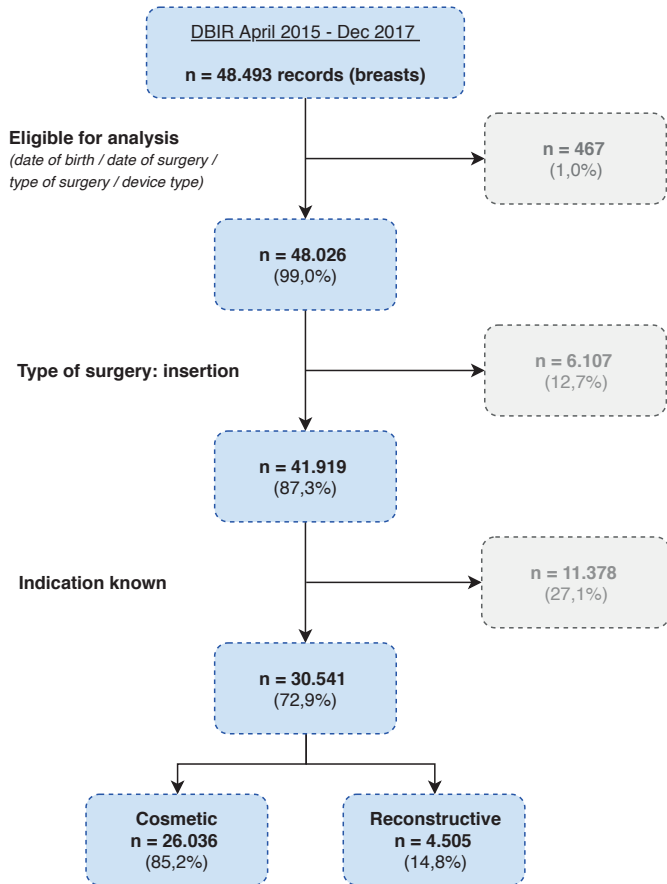 DBIR April 2015 - Dec 2017
n = 48.493 records (breasts)
Eligible for analysis
(date of birth / date of surgery /
type of surgery / device type)
n = 467
(1,0%)
n = 48.026
(99,0%)
Type of surgery: insertion
n = 6.107
(12,7%)
n = 41.919
(87,3%)
Indication known
n = 11.378
(27,1%)
n = 30.541
(72,9%)
Cosmetic
n = 26.036
(85,2%)
Reconstructive
n = 4.505
(14,8%)